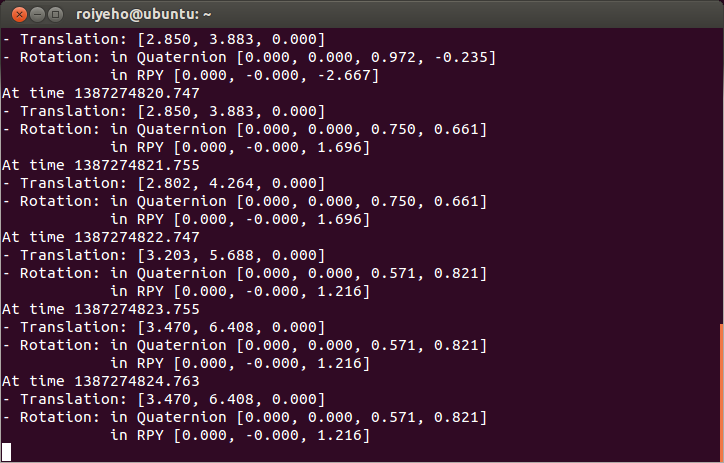 roiyeho@ubuntu: ~
- Translation: [2.850, 3.883, 0.000]
- Rotation: in Quaternion [0.000, 0.000, 0.972, -0.235]
            in RPY [0.000, -0.000, -2.667]
At time 1387274820.747
- Translation: [2.850, 3.883, 0.000]
- Rotation: in Quaternion [0.000, 0.000, 0.750, 0.661]
            in RPY [0.000, -0.000, 1.696]
At time 1387274821.755
- Translation: [2.802, 4.264, 0.000]
- Rotation: in Quaternion [0.000, 0.000, 0.750, 0.661]
            in RPY [0.000, -0.000, 1.696]
At time 1387274822.747
- Translation: [3.203, 5.688, 0.000]
- Rotation: in Quaternion [0.000, 0.000, 0.571, 0.821]
            in RPY [0.000, -0.000, 1.216]
At time 1387274823.755
- Translation: [3.470, 6.408, 0.000]
- Rotation: in Quaternion [0.000, 0.000, 0.571, 0.821]
            in RPY [0.000, -0.000, 1.216]
At time 1387274824.763
- Translation: [3.470, 6.408, 0.000]
- Rotation: in Quaternion [0.000, 0.000, 0.571, 0.821]
            in RPY [0.000, -0.000, 1.216]